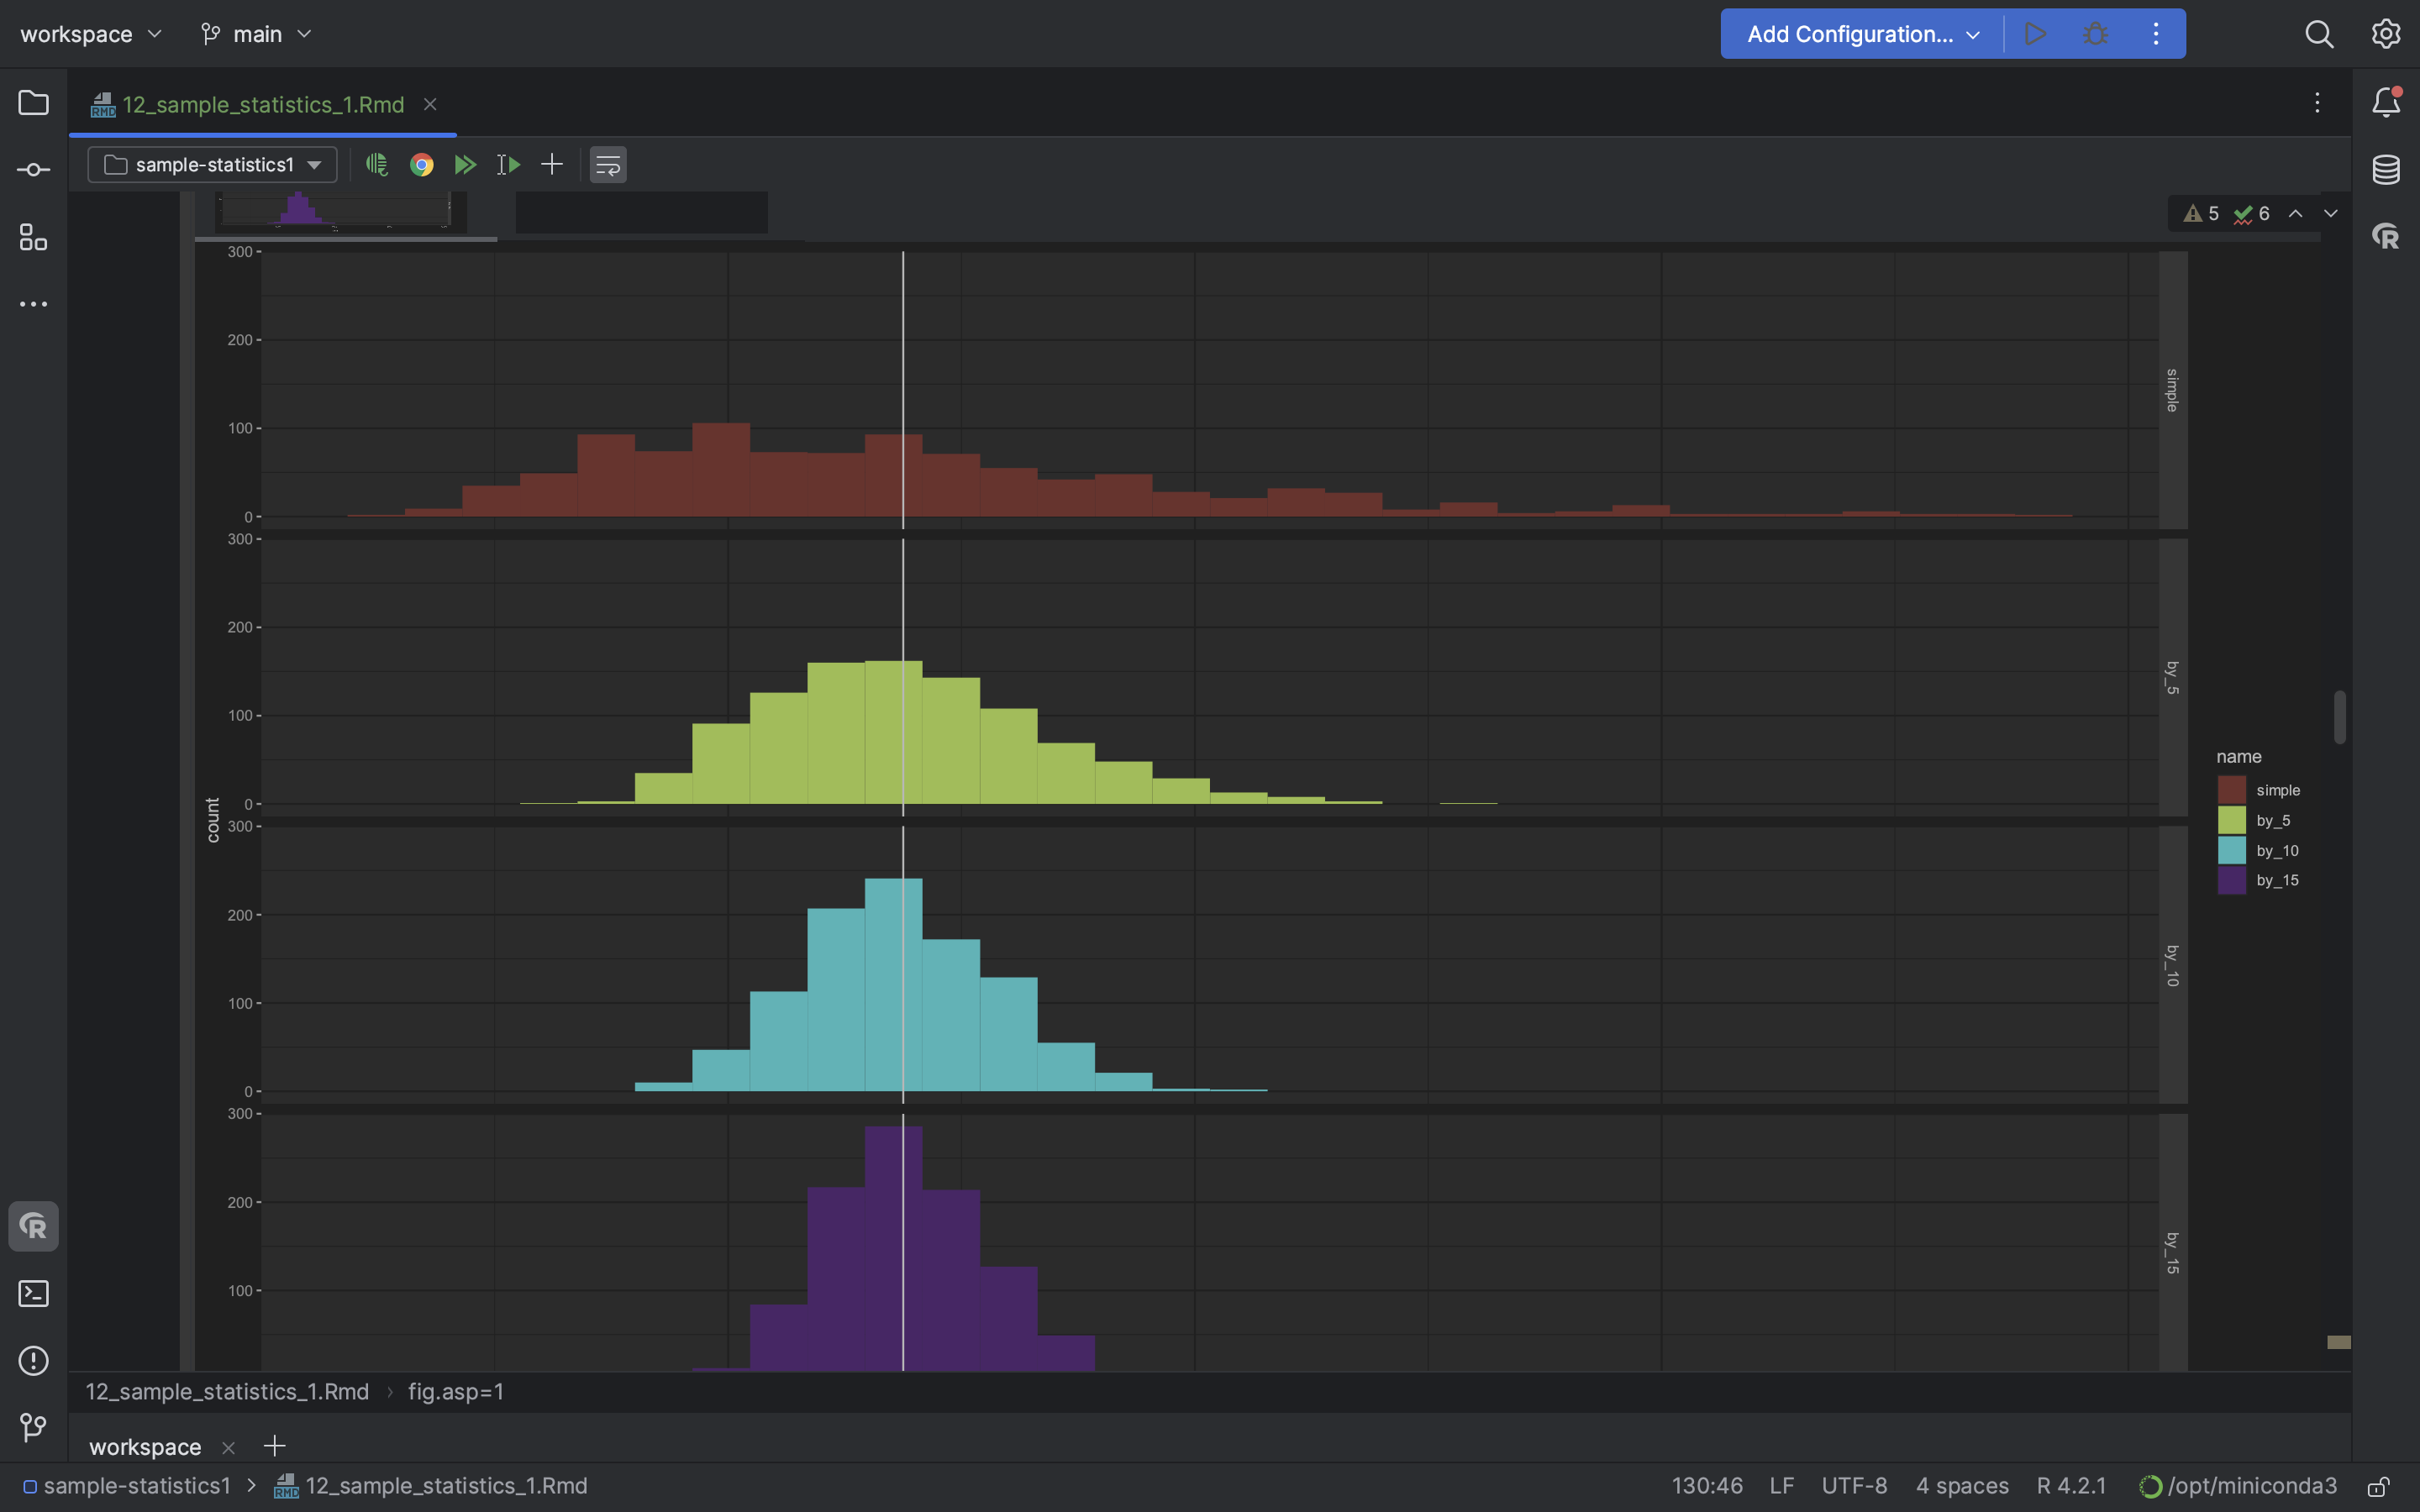 workspace
main
Add Configuration...
12_sample_statistics_1.Rmd
sample-statistics1
5
6
300
200
100
0
simple
300
200
100
0
by_5
count
300
200
100
0
by_10
300
200
100
by_15
name
simple
by_5
by_10
by_15
12_sample_statistics_1.Rmd › fig.asp=1
workspace
sample-statistics1 > 12_sample_statistics_1.Rmd
130:46 LF UTF-8 4 spaces R 4.2.1 /opt/miniconda3